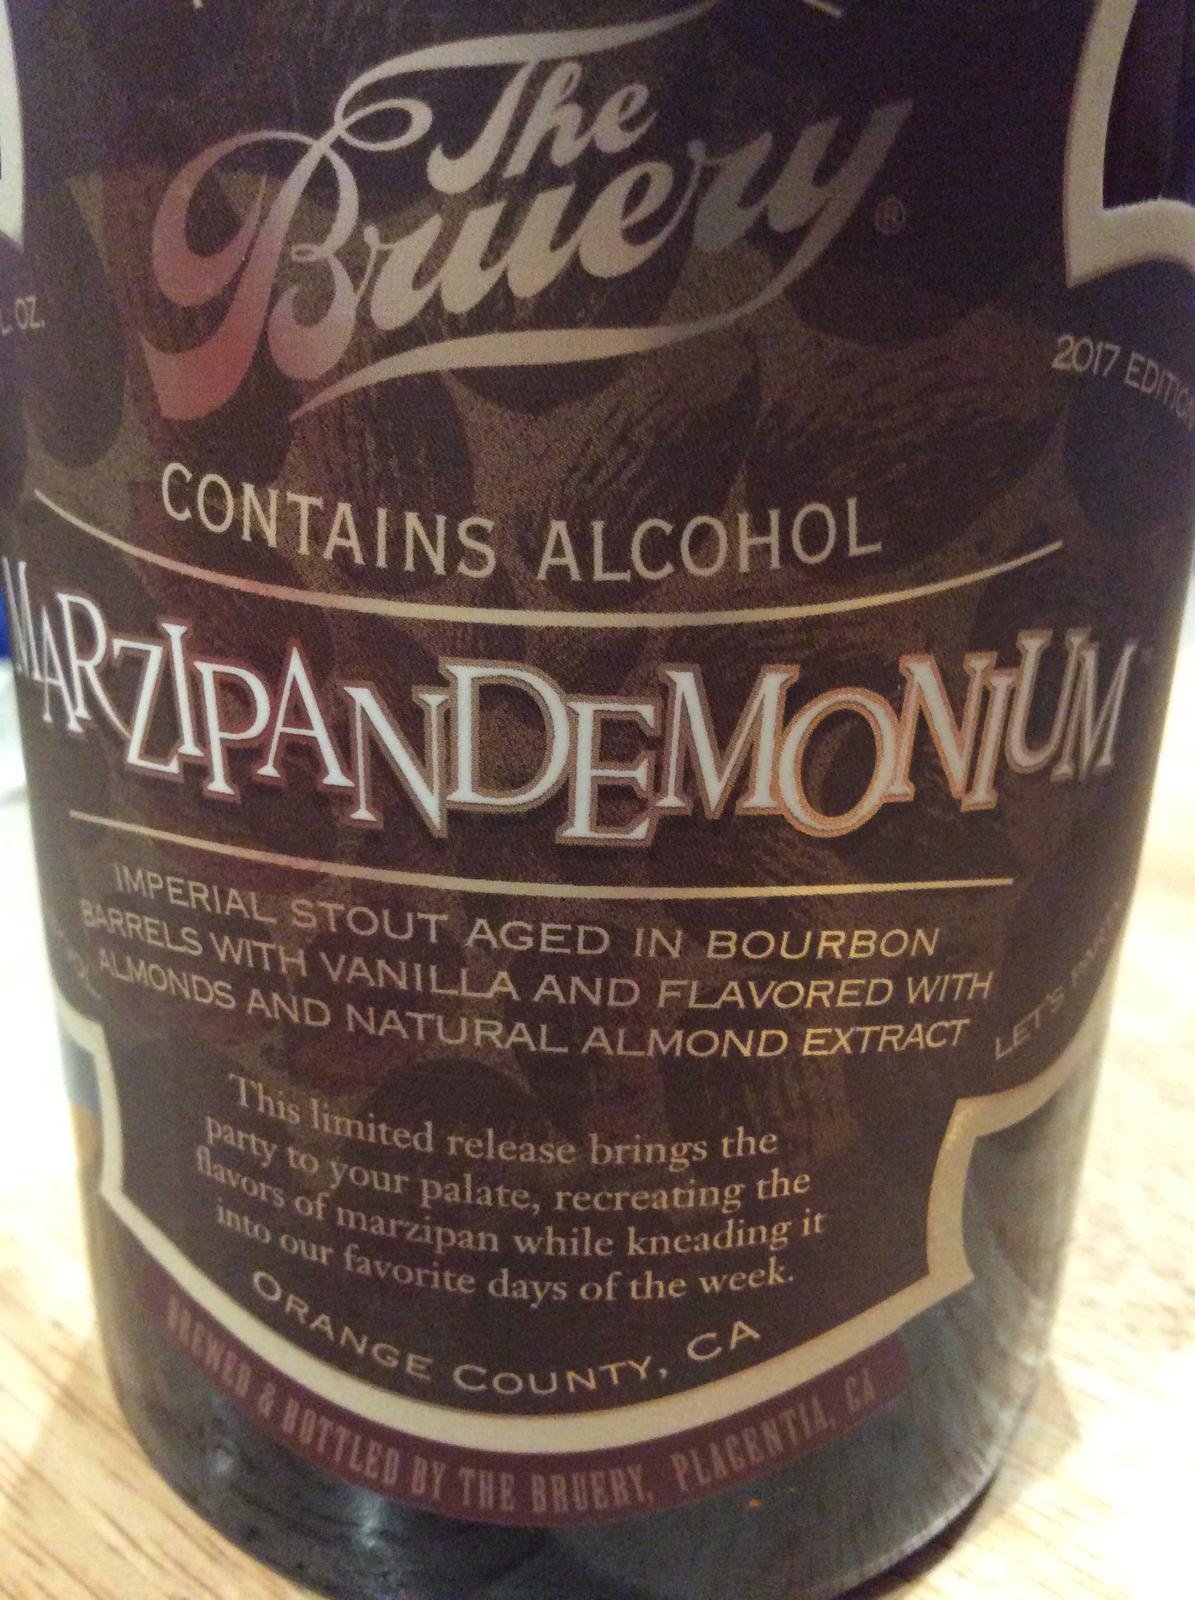 The
Bruery®
OZ.
2017 EDITION
CONTAINS ALCOHOL
MARZIPANDEMONIUM
IMPERIAL STOUT AGED IN BOURBON
BARRELS WITH VANILLA AND FLAVORED WITH
ALMONDS AND NATURAL ALMOND EXTRACT
LET'S
This limited release brings the
party to your palate, recreating the
flavors of marzipan while kneading it
into our favorite days of the week.
ORANGE COUNTY, CA
BREWED & BOTTLED BY THE BRUERY, PLACENTIA, CA